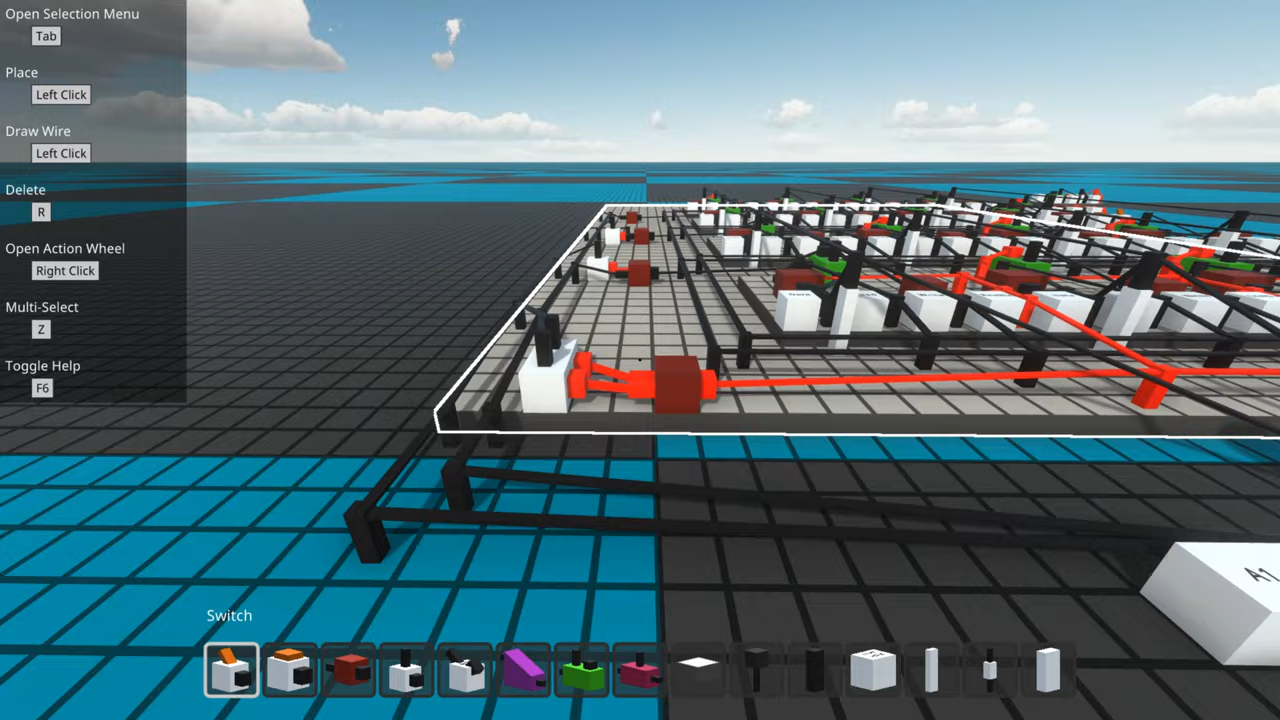 Open Selection Menu
Tab
Place
Left Click
Draw Wire
Left Click
Delete
R
Open Action Wheel
Right Click
Multi-Select
Z
Toggle Help
F6
A1
Switch